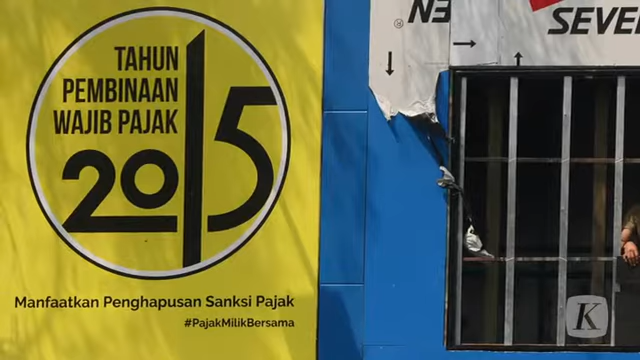 TAHUN
PEMBINAAN
WAJIB PAJAK
2015
Manfaatkan Penghapusan Sanksi Pajak
#PajakMilikBersama
®
SEVE
K